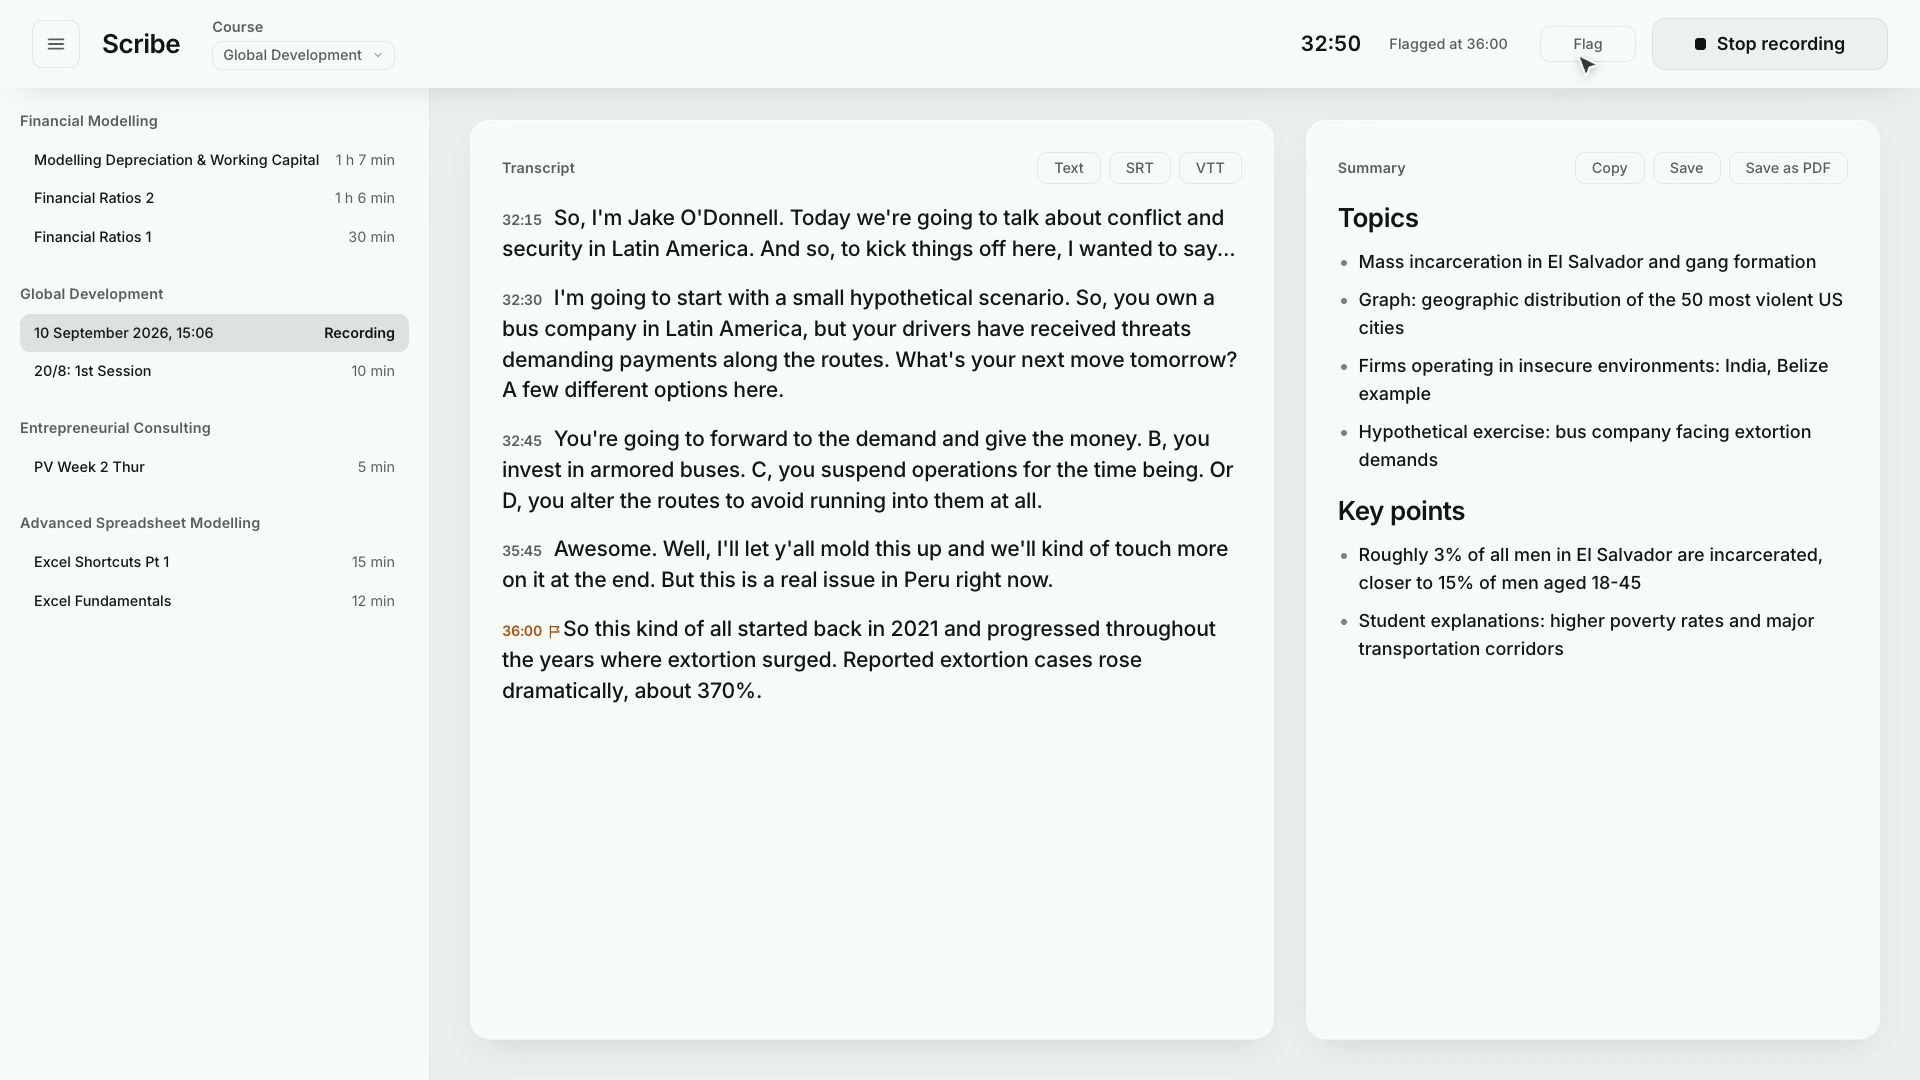 Scribe
Course
Global Development
32:50
Flagged at 36:00
Flag
Stop recording
Financial Modelling
Modelling Depreciation & Working Capital 1 h 7 min
Financial Ratios 2 1 h 6 min
Financial Ratios 1 30 min
Global Development
10 September 2026, 15:06 Recording
20/8: 1st Session 10 min
Entrepreneurial Consulting
PV Week 2 Thur 5 min
Advanced Spreadsheet Modelling
Excel Shortcuts Pt 1 15 min
Excel Fundamentals 12 min
Transcript Text SRT VTT
32:15 So, I'm Jake O'Donnell. Today we're going to talk about conflict and
security in Latin America. And so, to kick things off here, I wanted to say...
32:30 I'm going to start with a small hypothetical scenario. So, you own a
bus company in Latin America, but your drivers have received threats
demanding payments along the routes. What's your next move tomorrow?
A few different options here.
32:45 You're going to forward to the demand and give the money. B, you
invest in armored buses. C, you suspend operations for the time being. Or
D, you alter the routes to avoid running into them at all.
35:45 Awesome. Well, I'll let y'all mold this up and we'll kind of touch more
on it at the end. But this is a real issue in Peru right now.
36:00 So this kind of all started back in 2021 and progressed throughout
the years where extortion surged. Reported extortion cases rose
dramatically, about 370%.
Summary Copy Save Save as PDF
Topics
• Mass incarceration in El Salvador and gang formation
• Graph: geographic distribution of the 50 most violent US
cities
• Firms operating in insecure environments: India, Belize
example
• Hypothetical exercise: bus company facing extortion
demands
Key points
• Roughly 3% of all men in El Salvador are incarcerated,
closer to 15% of men aged 18-45
• Student explanations: higher poverty rates and major
transportation corridors